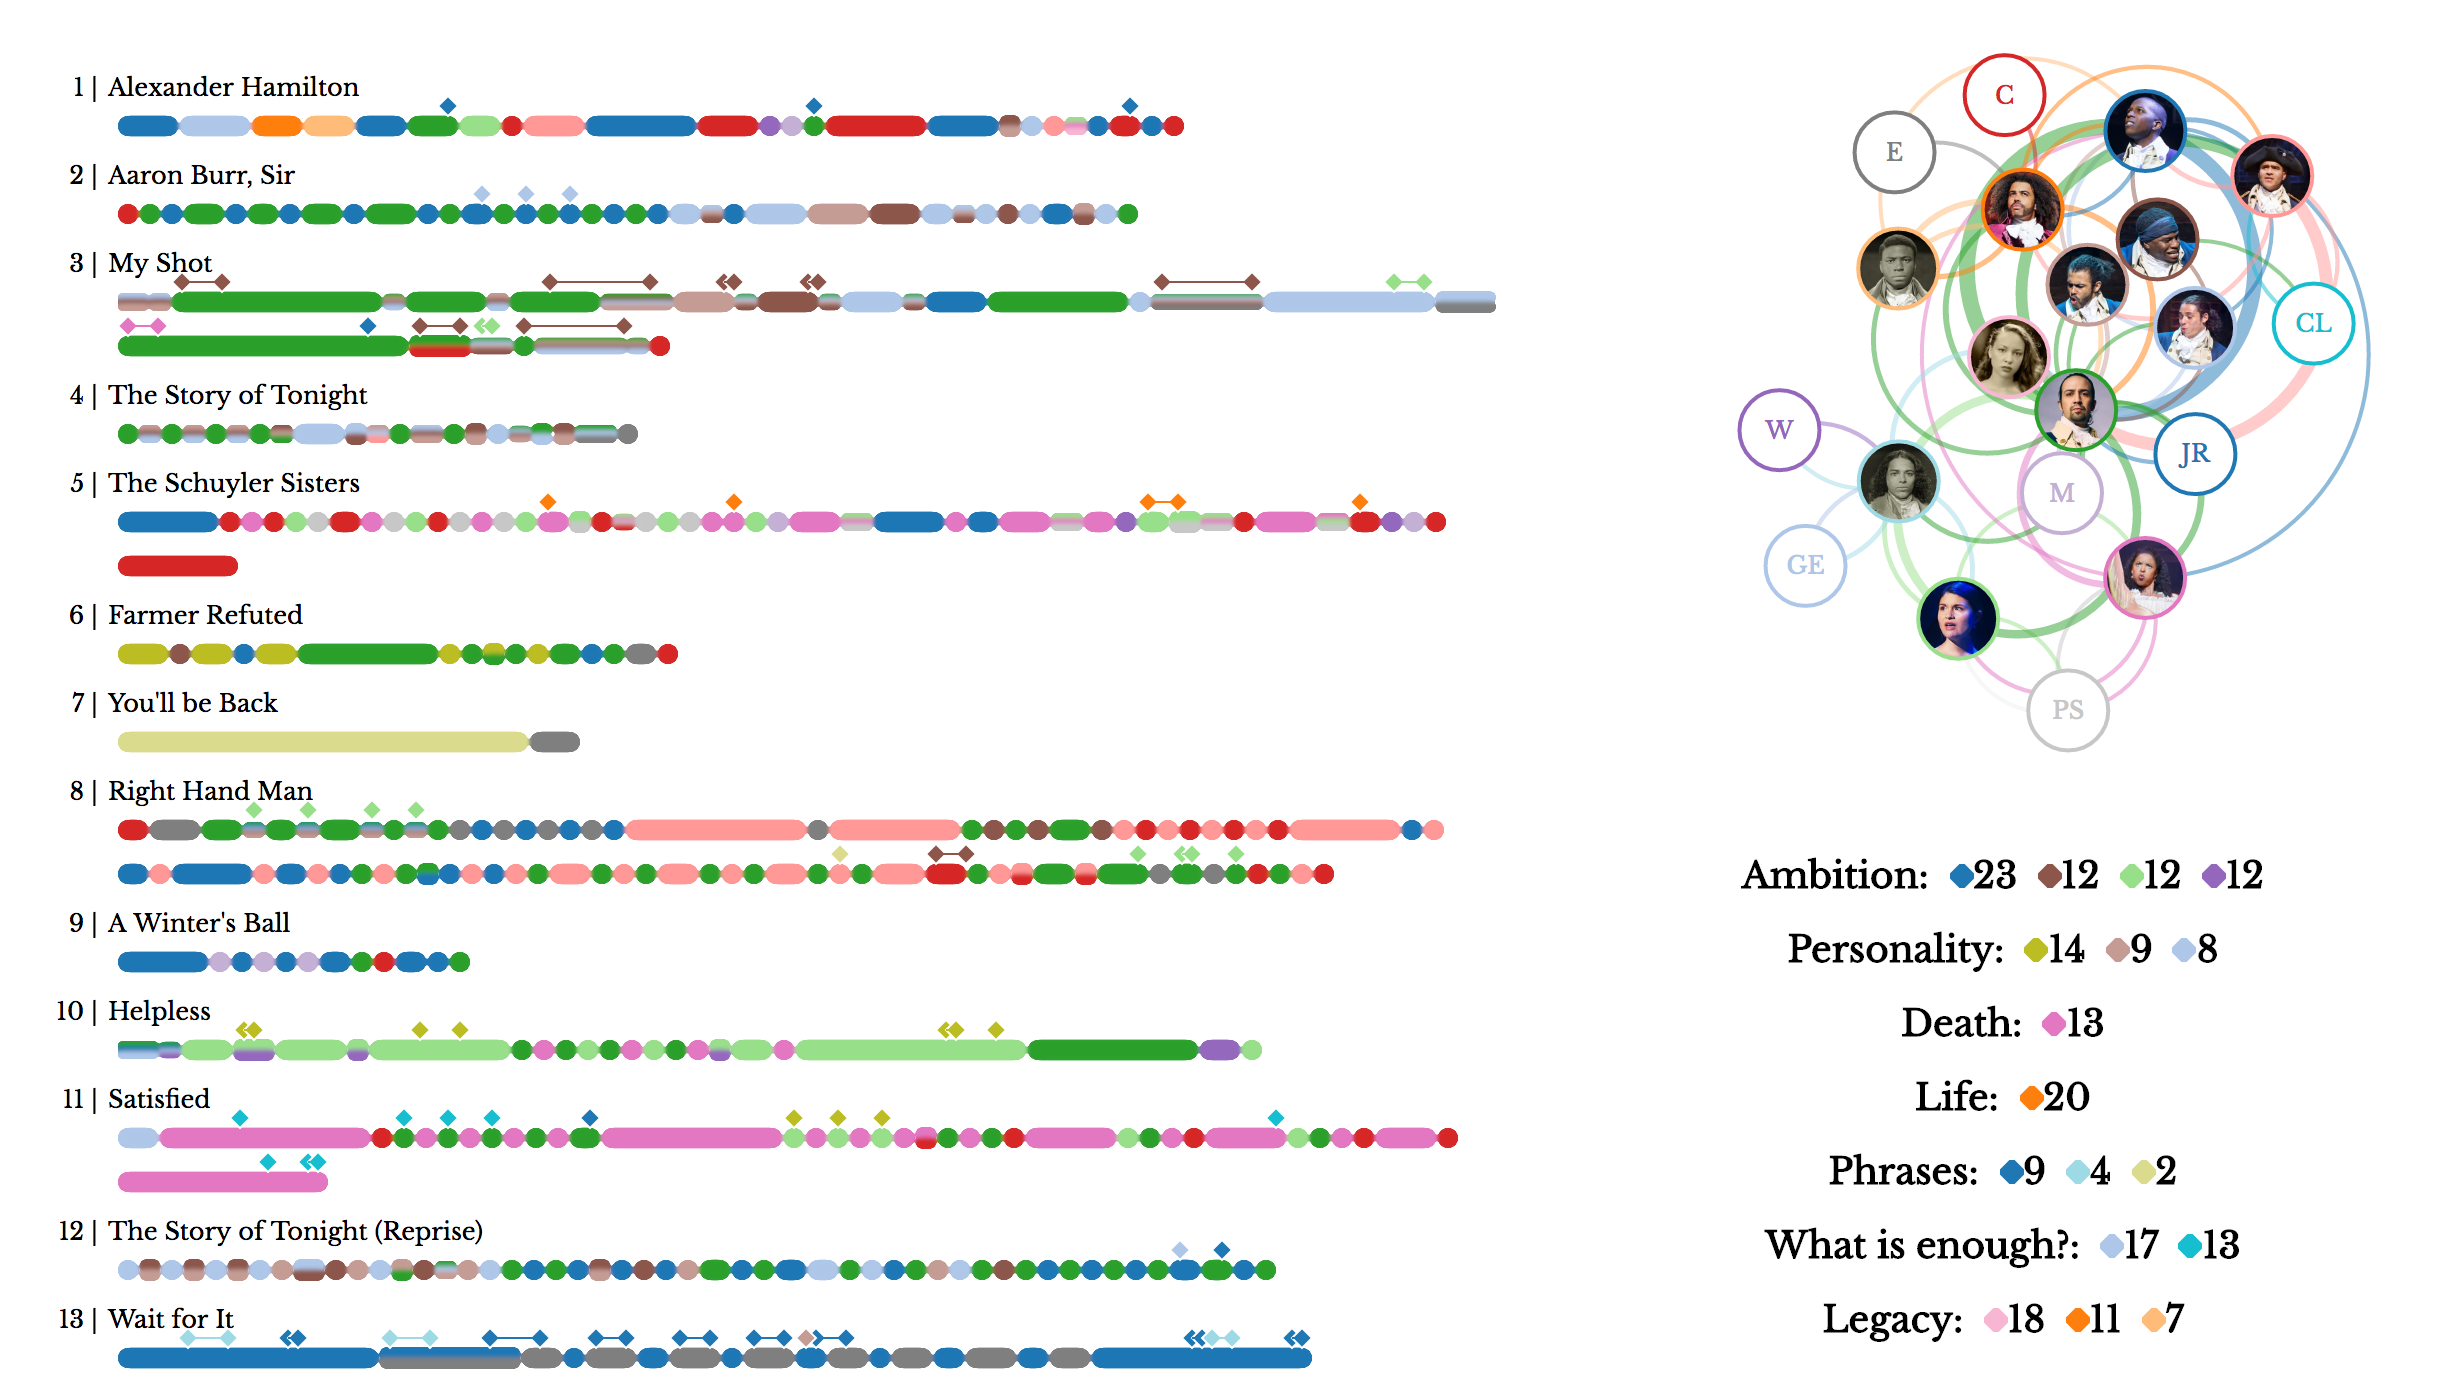 1 | Alexander Hamilton
2 | Aaron Burr, Sir
3 | My Shot
4 | The Story of Tonight
5 | The Schuyler Sisters
6 | Farmer Refuted
7 | You'll be Back
8 | Right Hand Man
9 | A Winter's Ball
10 | Helpless
11 | Satisfied
12 | The Story of Tonight (Reprise)
13 | Wait for It
C
E
CL
W
JR
M
GE
PS
Ambition: 23 12 12 12
Personality: 14 9 8
Death: 13
Life: 20
Phrases: 9 4 2
What is enough?: 17 13
Legacy: 18 11 7